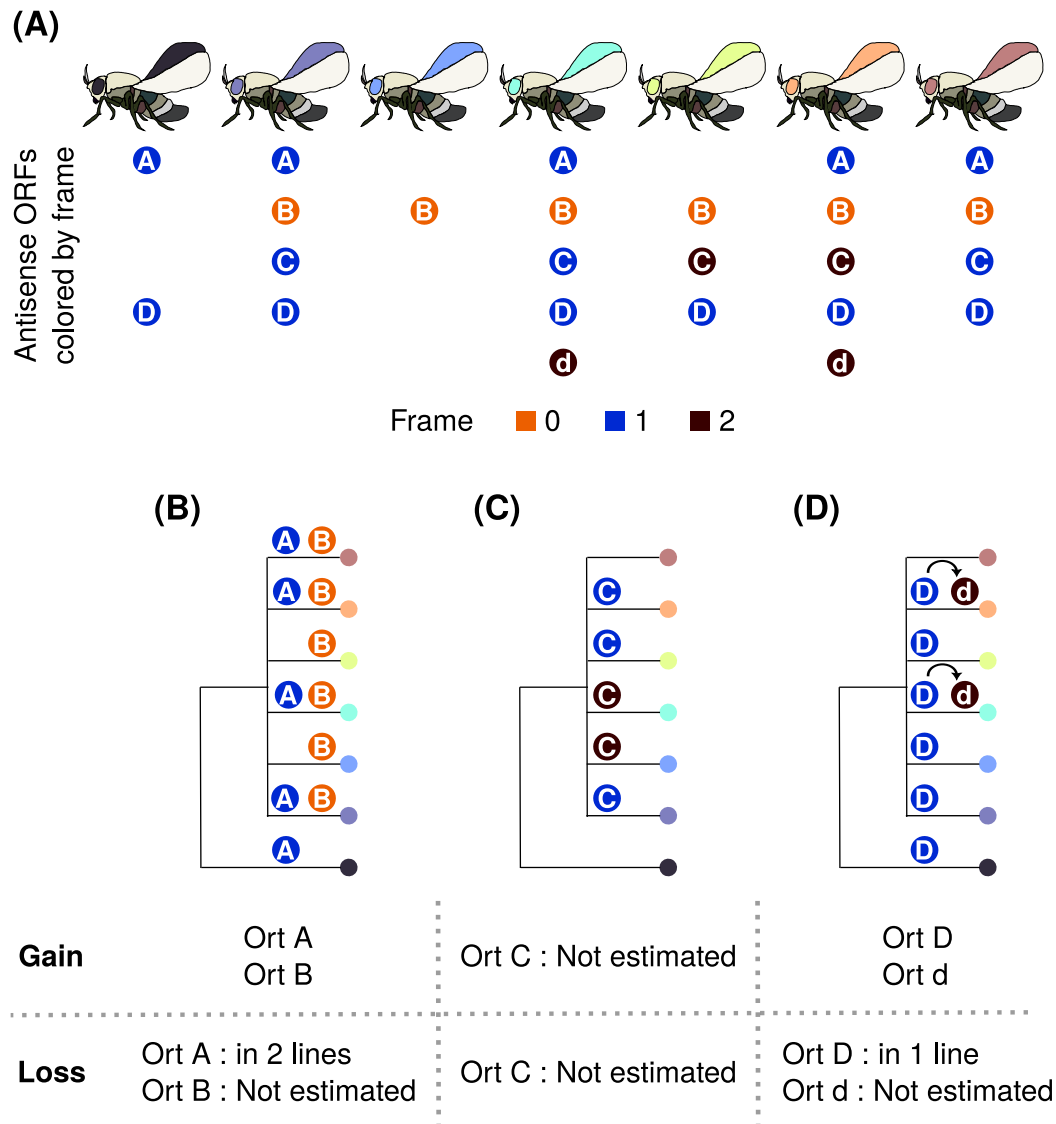 (A)
Antisense ORFs
colored by frame
A A A A A
B B B B B B
C C C C C
D D D D D D
d d
Frame 0 1 2
(B) (C) (D)
A B
A B C D d
B C D
A B C D d
B C D
A B C D
A D
Gain
Ort A
Ort B
Ort C : Not estimated
Ort D
Ort d
Loss
Ort A : in 2 lines
Ort B : Not estimated
Ort C : Not estimated
Ort D : in 1 line
Ort d : Not estimated